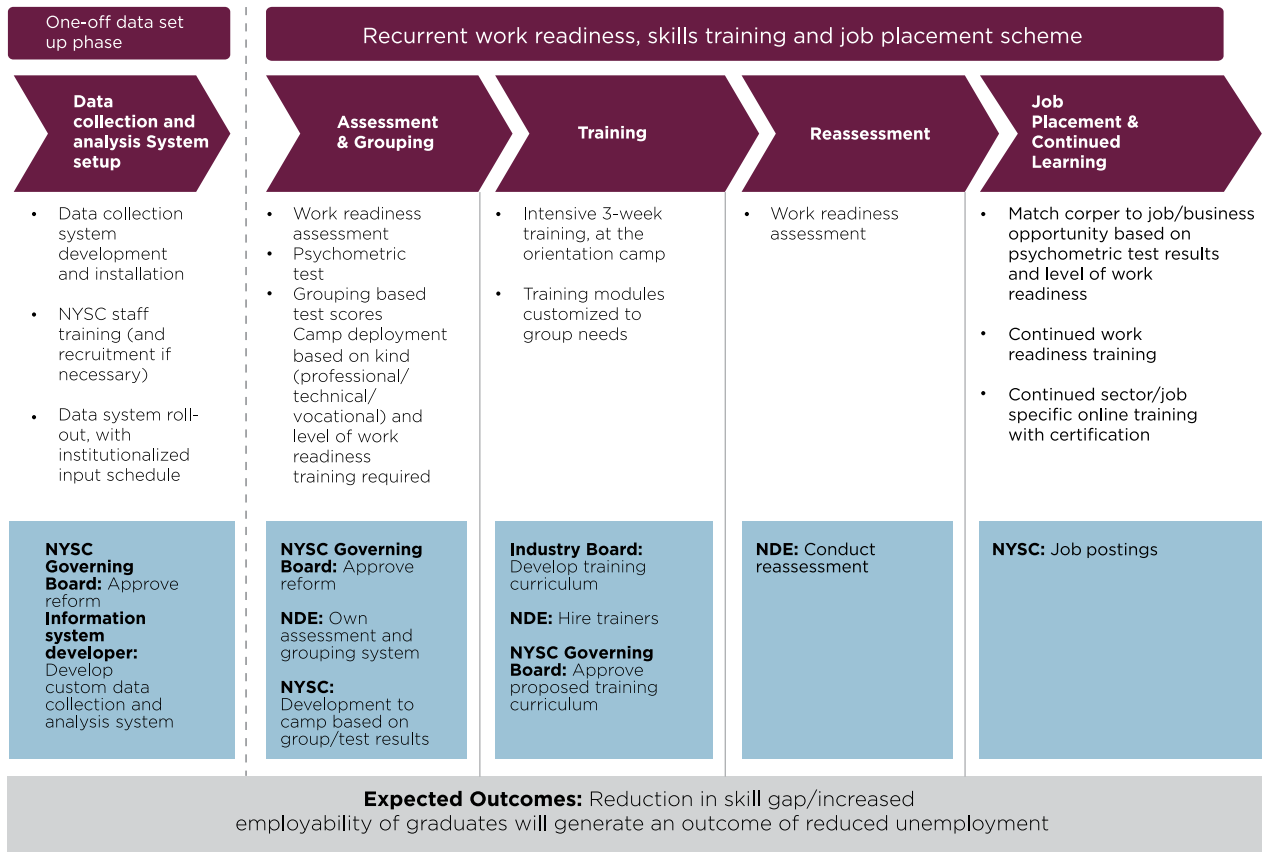 One-off data set
up phase
Recurrent work readiness, skills training and job placement scheme
Data
collection and
analysis System
setup
Assessment
& Grouping
Training
Reassessment
Job
Placement &
Continued
Learning
• Data collection
system
development
and installation
• NYSC staff
training (and
recruitment if
necessary)
• Data system roll-
out, with
institutionalized
input schedule
• Work readiness
assessment
• Psychometric
test
• Grouping based
test scores
Camp deployment
based on kind
(professional/
technical/
vocational) and
level of work
readiness
training required
• Intensive 3-week
training, at the
orientation camp
• Training modules
customized to
group needs
• Work readiness
assessment
• Match corper to job/business
opportunity based on
psychometric test results
and level of work
readiness
• Continued work
readiness training
• Continued sector/job
specific online training
with certification
NYSC
Governing
Board: Approve
reform
Information
system
developer:
Develop
custom data
collection and
analysis system
NYSC Governing
Board: Approve
reform
NDE: Own
assessment and
grouping system
NYSC:
Development to
camp based on
group/test results
Industry Board:
Develop training
curriculum
NDE: Hire trainers
NYSC Governing
Board: Approve
proposed training
curriculum
NDE: Conduct
reassessment
NYSC: Job postings
Expected Outcomes: Reduction in skill gap/increased
employability of graduates will generate an outcome of reduced unemployment